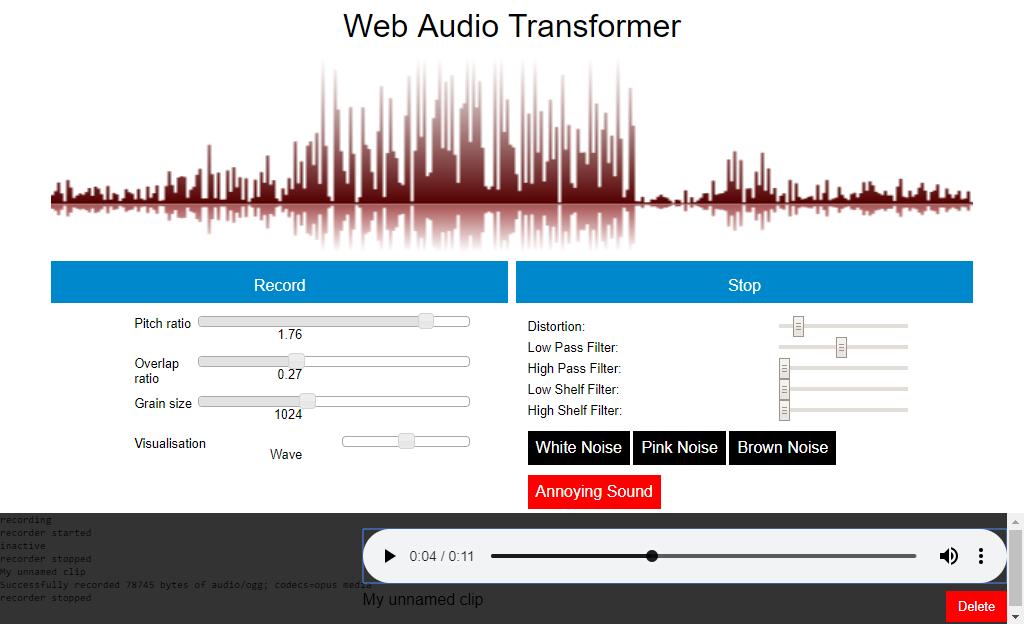 Web Audio Transformer
Record
Stop
Pitch ratio
1.76
Overlap
ratio
0.27
Grain size
1024
Visualisation
Wave
Distortion:
Low Pass Filter:
High Pass Filter:
Low Shelf Filter:
High Shelf Filter:
White Noise
Pink Noise
Brown Noise
Annoying Sound
recording
recorder started
inactive
recorder stopped
My unnamed clip
Successfully recorded 78745 bytes of audio/ogg; codecs=opus media
recorder stopped
0:04 / 0:11
My unnamed clip
Delete